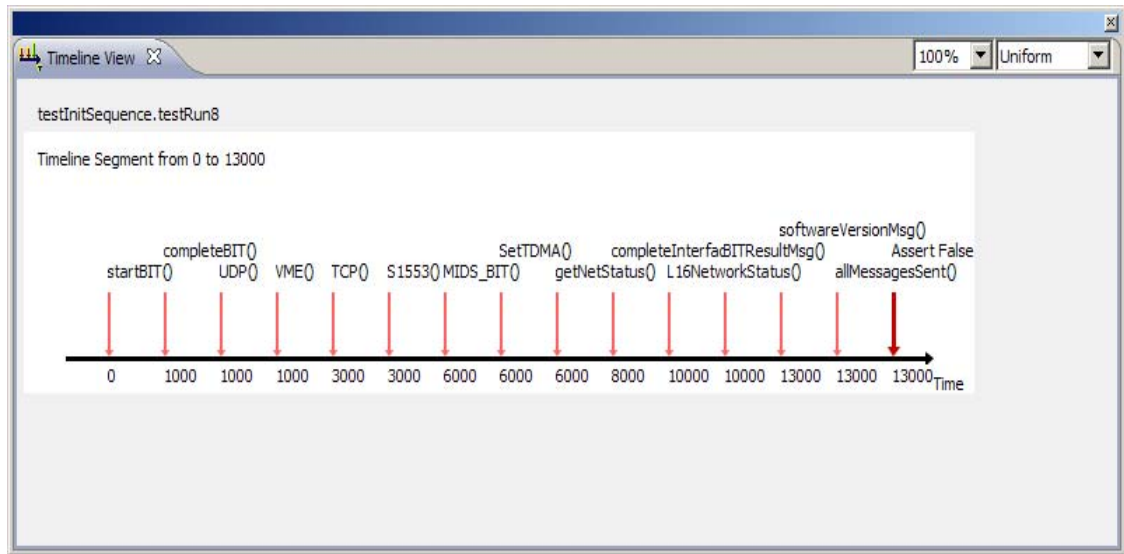 Timeline View
100% Uniform
testInitSequence.testRun8
Timeline Segment from 0 to 13000
softwareVersionMsg()
completeBIT() SetTDMA() completeInterfacBITResultMsg() Assert False
startBIT() UDP() VME() TCP() S1553() MIDS_BIT() getNetStatus() L16NetworkStatus() allMessagesSent()
0 1000 1000 1000 3000 3000 6000 6000 6000 8000 10000 10000 13000 13000 13000 Time